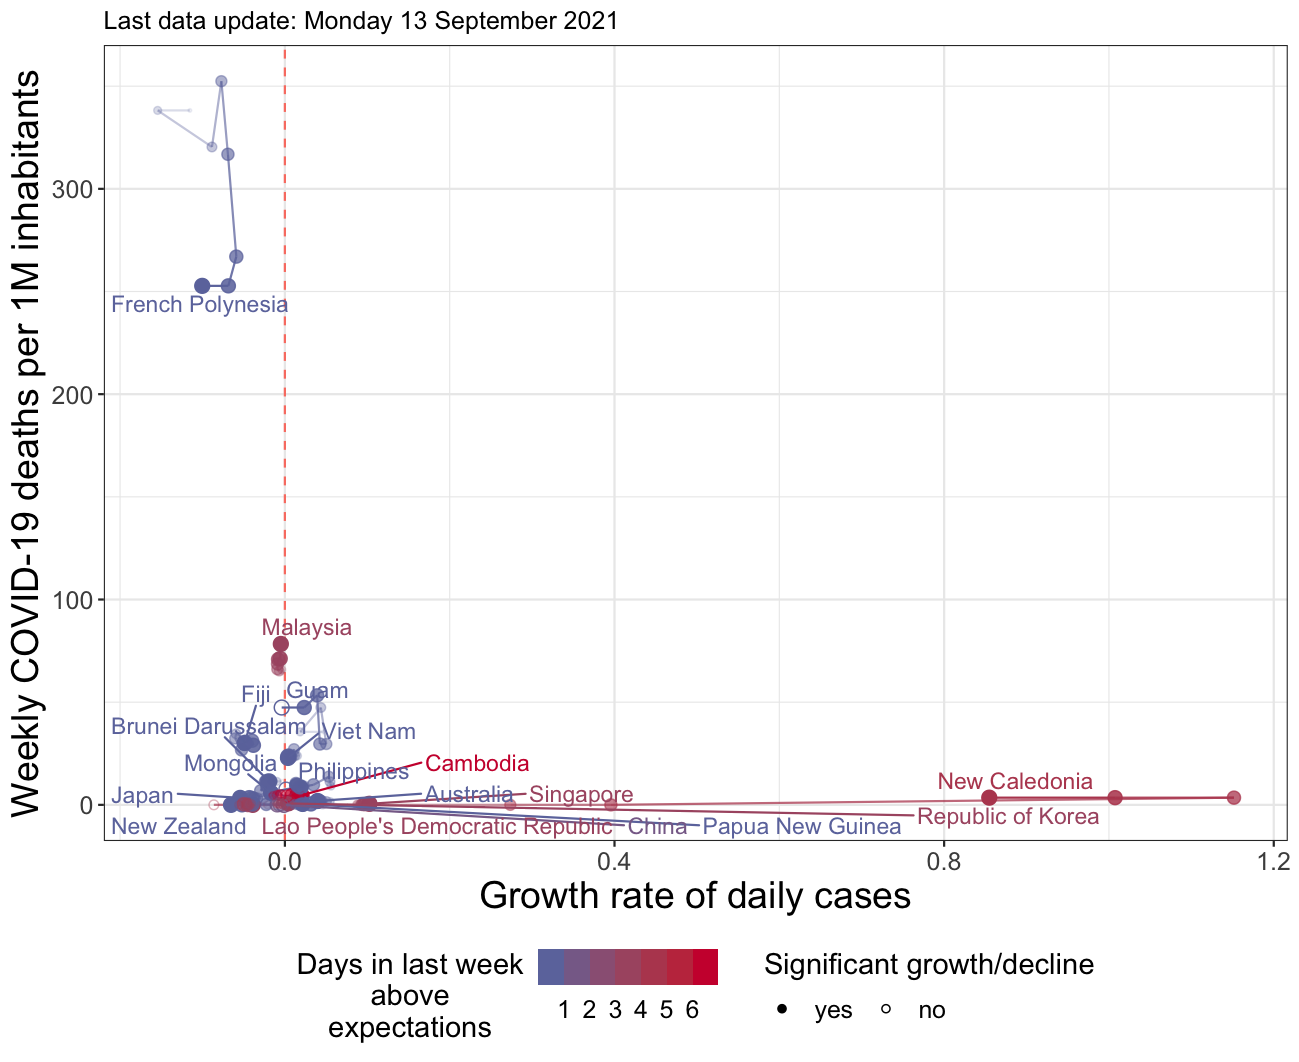 Last data update: Monday 13 September 2021
Weekly COVID-19 deaths per 1M inhabitants
300
200
100
0
French Polynesia
Malaysia
Fiji
Guam
Brunei Darussalam
Viet Nam
Mongolia
Philippines
Cambodia
Japan
Australia
Singapore
New Caledonia
New Zealand
Lao People's Democratic Republic
China
Papua New Guinea
Republic of Korea
0.0
0.4
0.8
1.2
Growth rate of daily cases
Days in last week
above
expectations
1 2 3 4 5 6
Significant growth/decline
yes
no